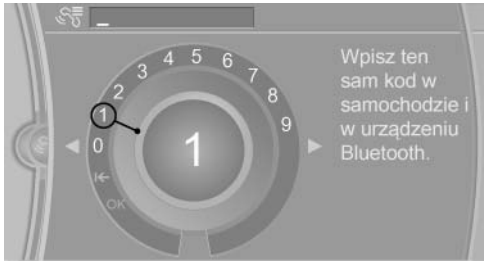 _
0
1
2
3
4
5
6
7
8
9
OK
1
Wpisz ten
sam kod w
samochodzie i
w urządzeniu
Bluetooth.